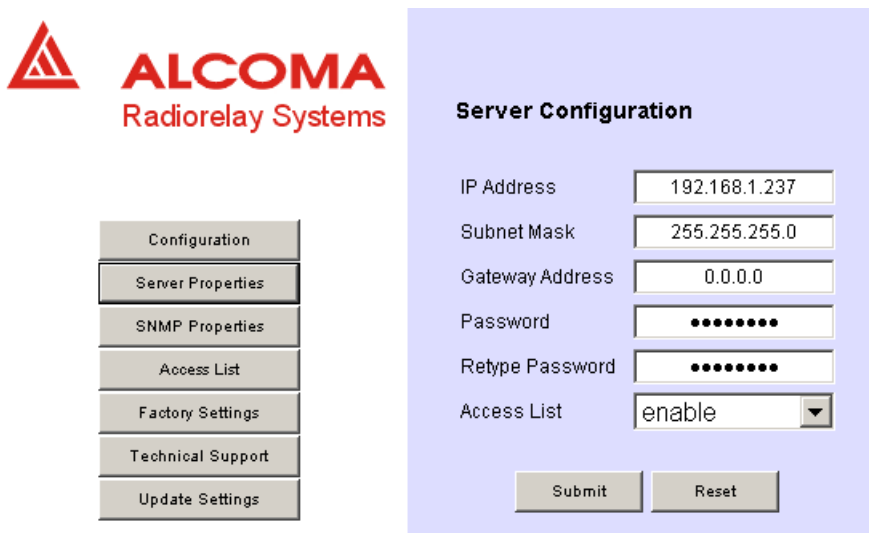 ALCOMA
Radiorelay Systems
Configuration
Server Properties
SNMP Properties
Access List
Factory Settings
Technical Support
Update Settings
Server Configuration
IP Address 192.168.1.237
Subnet Mask 255.255.255.0
Gateway Address 0.0.0.0
Password ●●●●●●●●
Retype Password ●●●●●●●●
Access List enable
Submit Reset